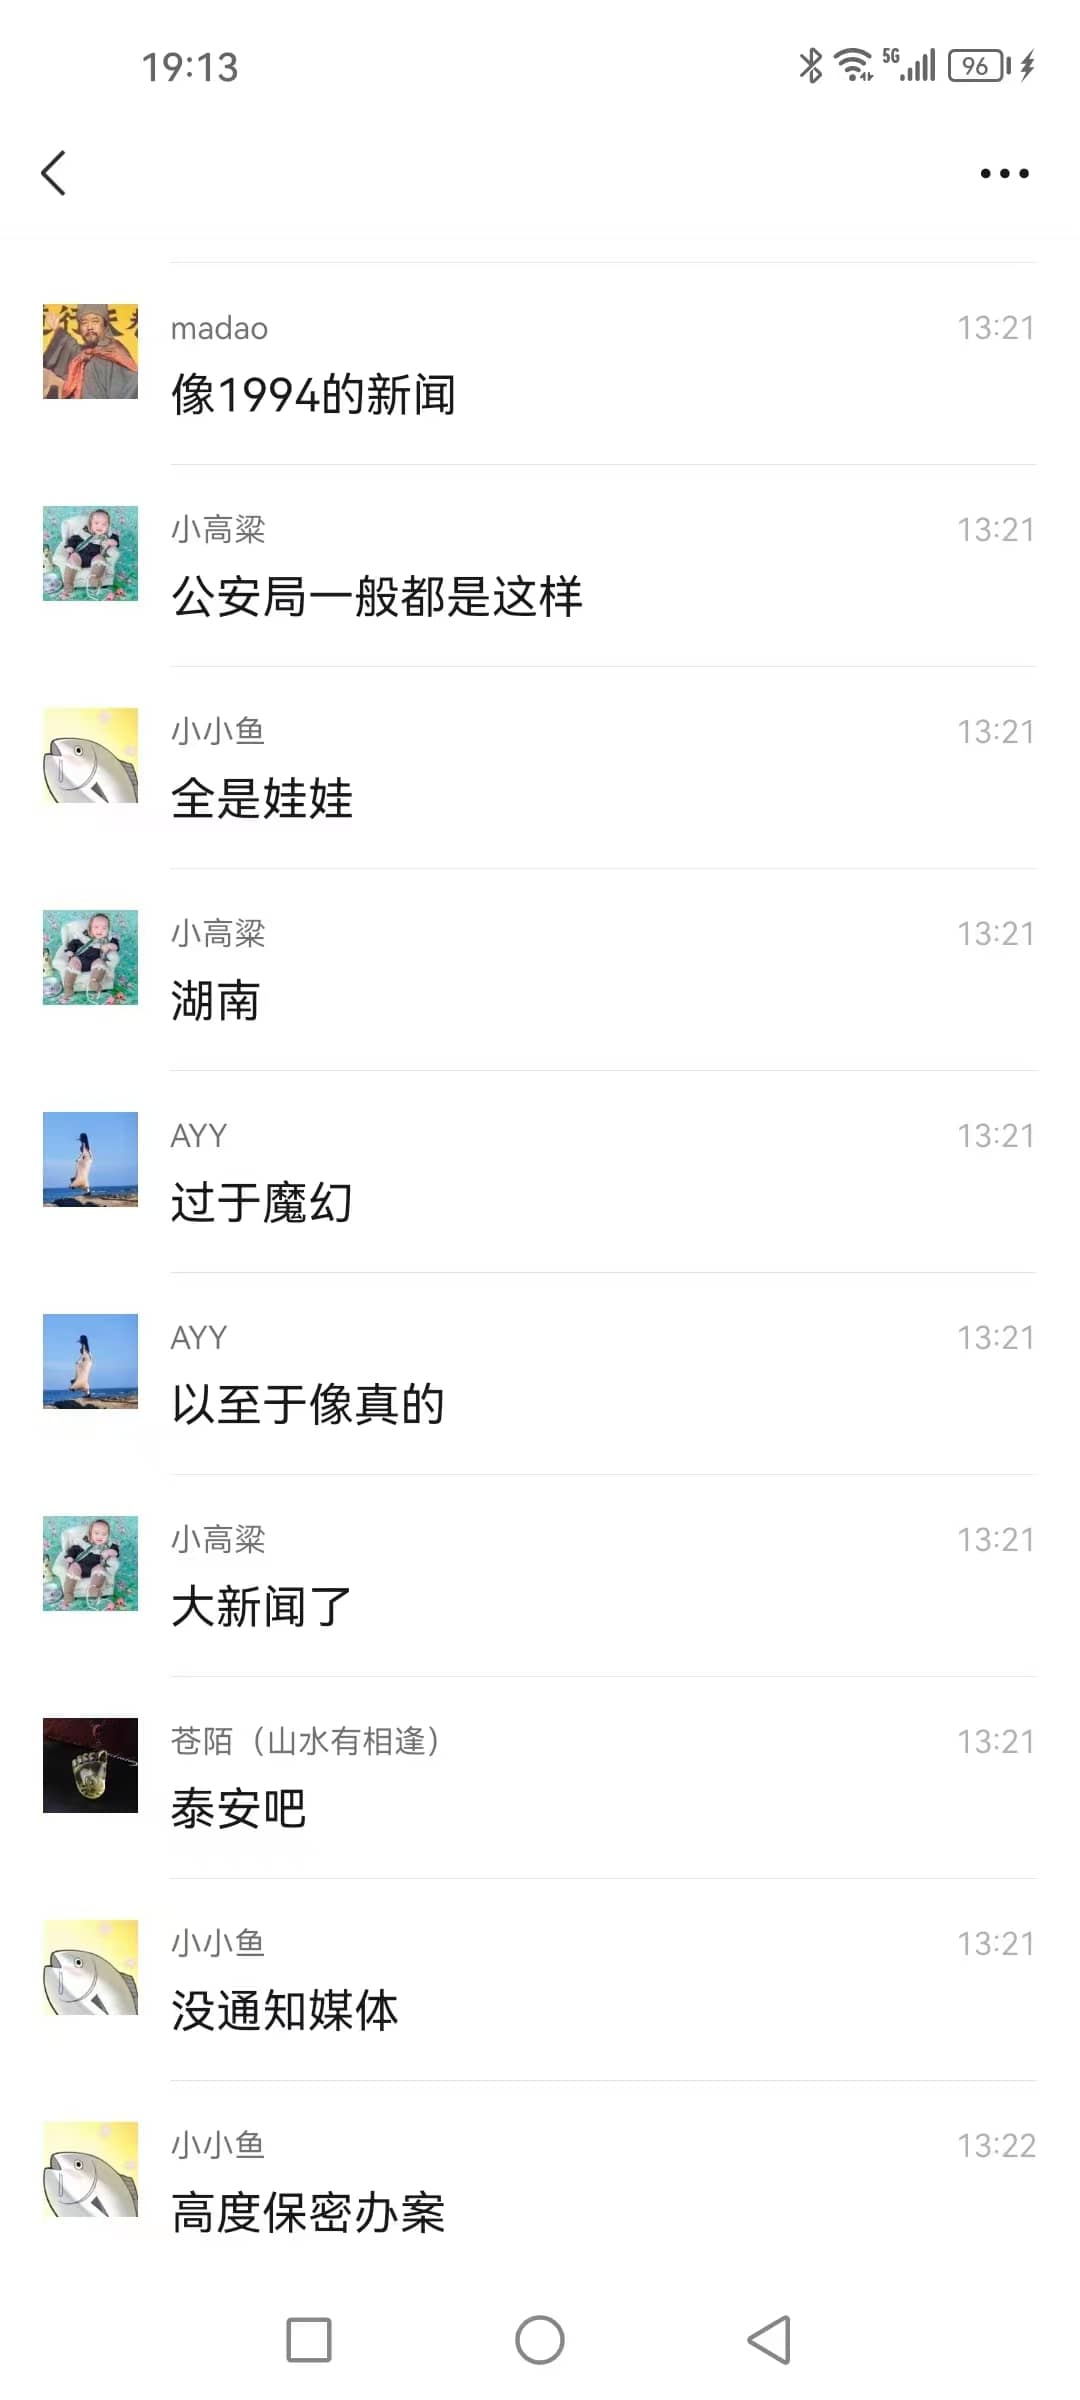 19:13
5G
96
madao
13:21
像1994的新闻
小高粱
13:21
公安局一般都是这样
小小鱼
13:21
全是娃娃
小高粱
13:21
湖南
AYY
13:21
过于魔幻
AYY
13:21
以至于像真的
小高粱
13:21
大新闻了
苍陌（山水有相逢）
13:21
泰安吧
小小鱼
13:21
没通知媒体
小小鱼
13:22
高度保密办案